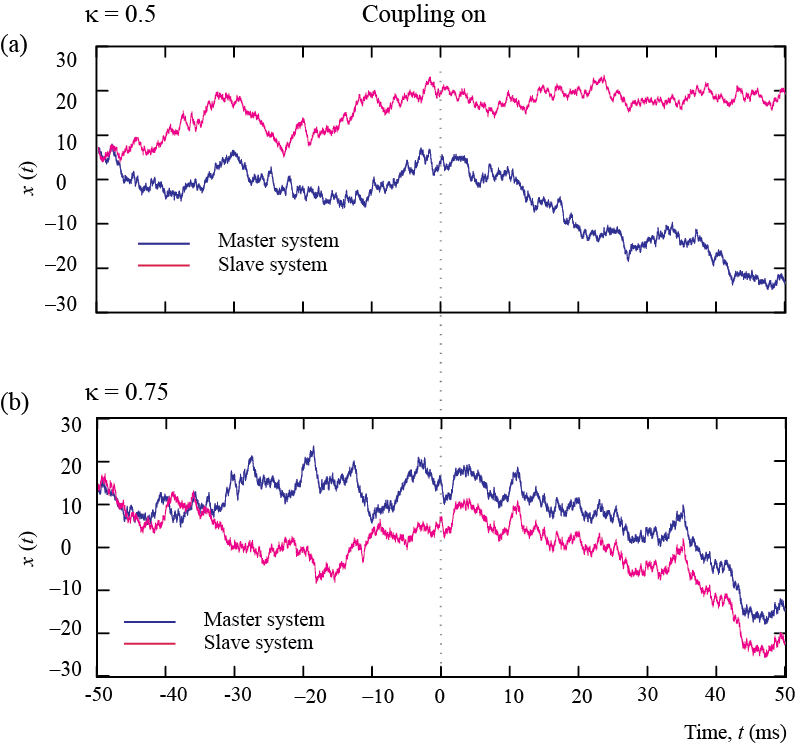 κ = 0.5
Coupling on
(a)
30
20
10
0
−10
−20
−30
x (t)
Master system
Slave system
κ = 0.75
(b)
30
20
10
0
−10
−20
−30
x (t)
Master system
Slave system
-50
-40
-30
−20
−10
0
10
20
30
40
50
Time, t (ms)